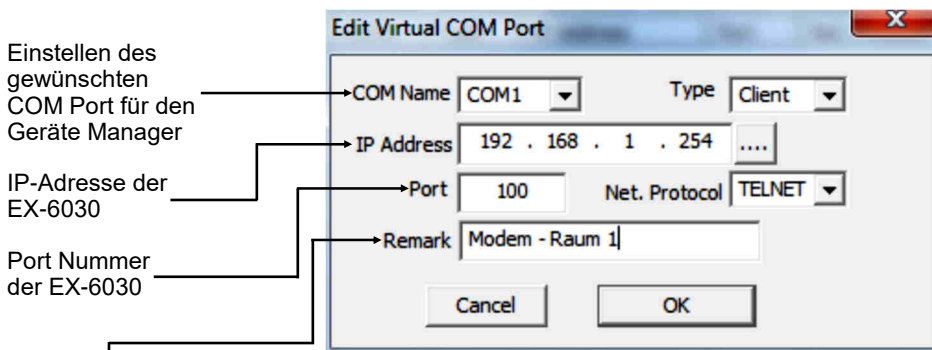 Edit Virtual COM Port
Einstellen des
gewünschten
COM Port für den
Geräte Manager
COM Name COM1 Type Client
IP Address 192 . 168 . 1 . 254 ....
IP-Adresse der
EX-6030
Port 100 Net. Protocol TELNET
Remark Modem - Raum 1
Port Nummer
der EX-6030
Cancel OK